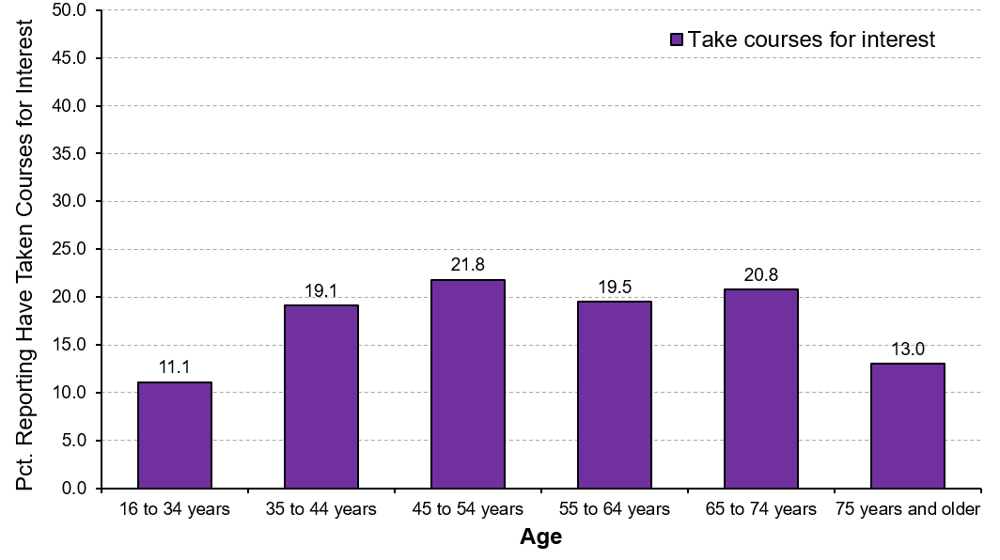 Pct. Reporting Have Taken Courses for Interest
50.0
45.0
40.0
35.0
30.0
25.0
20.0
15.0
10.0
5.0
0.0
Take courses for interest
11.1
19.1
21.8
19.5
20.8
13.0
16 to 34 years
35 to 44 years
45 to 54 years
55 to 64 years
65 to 74 years
75 years and older
Age